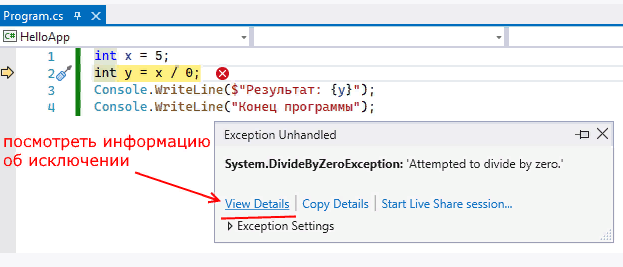 Program.cs
HelloApp
1 int x = 5;
2 int y = x / 0;
3 Console.WriteLine($"Результат: {y}");
4 Console.WriteLine("Конец программы");
посмотреть информацию
об исключении
Exception Unhandled
System.DivideByZeroException: 'Attempted to divide by zero.'
View Details | Copy Details | Start Live Share session...
Exception Settings